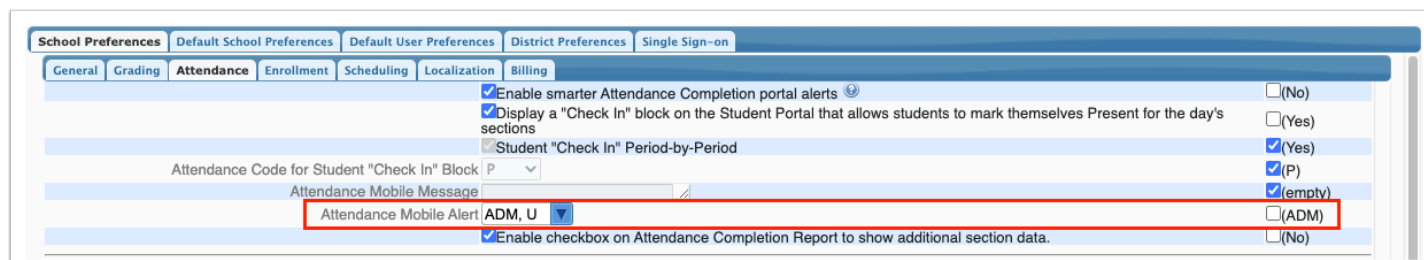 School Preferences Default School Preferences Default User Preferences District Preferences Single Sign-on
General Grading Attendance Enrollment Scheduling Localization Billing
Enable smarter Attendance Completion portal alerts ? (No)
Display a "Check In" block on the Student Portal that allows students to mark themselves Present for the day's
sections (Yes)
Student "Check In" Period-by-Period (Yes)
Attendance Code for Student "Check In" Block P (P)
Attendance Mobile Message (empty)
Attendance Mobile Alert ADM, U (ADM)
Enable checkbox on Attendance Completion Report to show additional section data. (No)